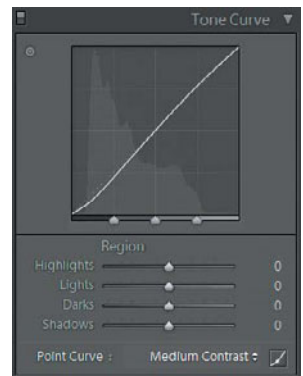 Tone Curve
Region
Highlights 0
Lights 0
Darks 0
Shadows 0
Point Curve : Medium Contrast